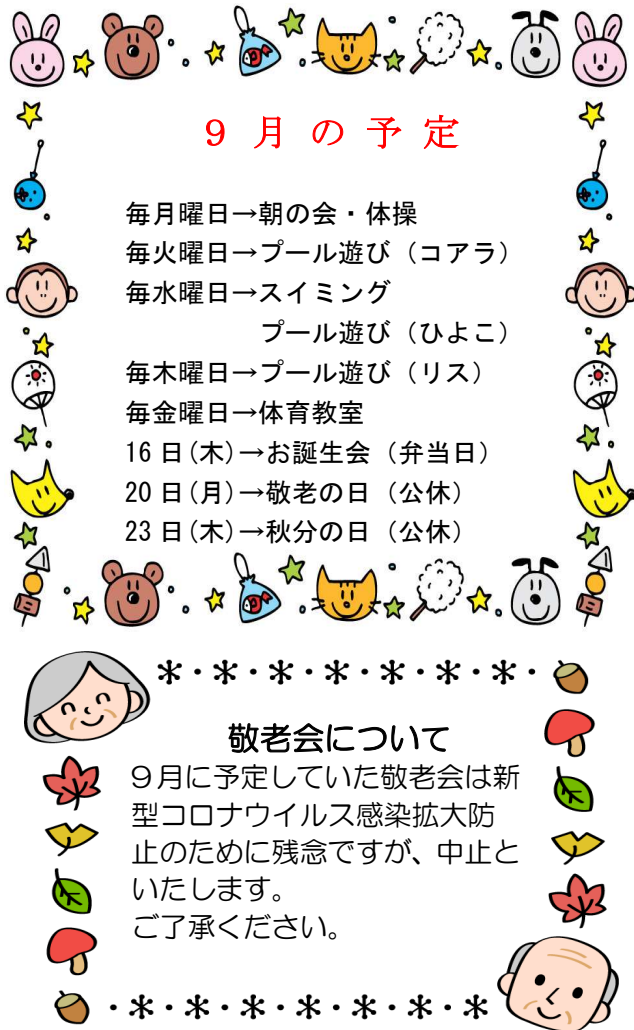 ９月の予定
毎月曜日→朝の会・体操
毎火曜日→プール遊び（コアラ）
毎水曜日→スイミング
プール遊び（ひよこ）
毎木曜日→プール遊び（リス）
毎金曜日→体育教室
16日(木)→お誕生会（弁当日）
20日(月)→敬老の日（公休）
23日(木)→秋分の日（公休）
敬老会について
９月に予定していた敬老会は新
型コロナウイルス感染拡大防
止のために残念ですが、中止と
いたします。
ご了承ください。